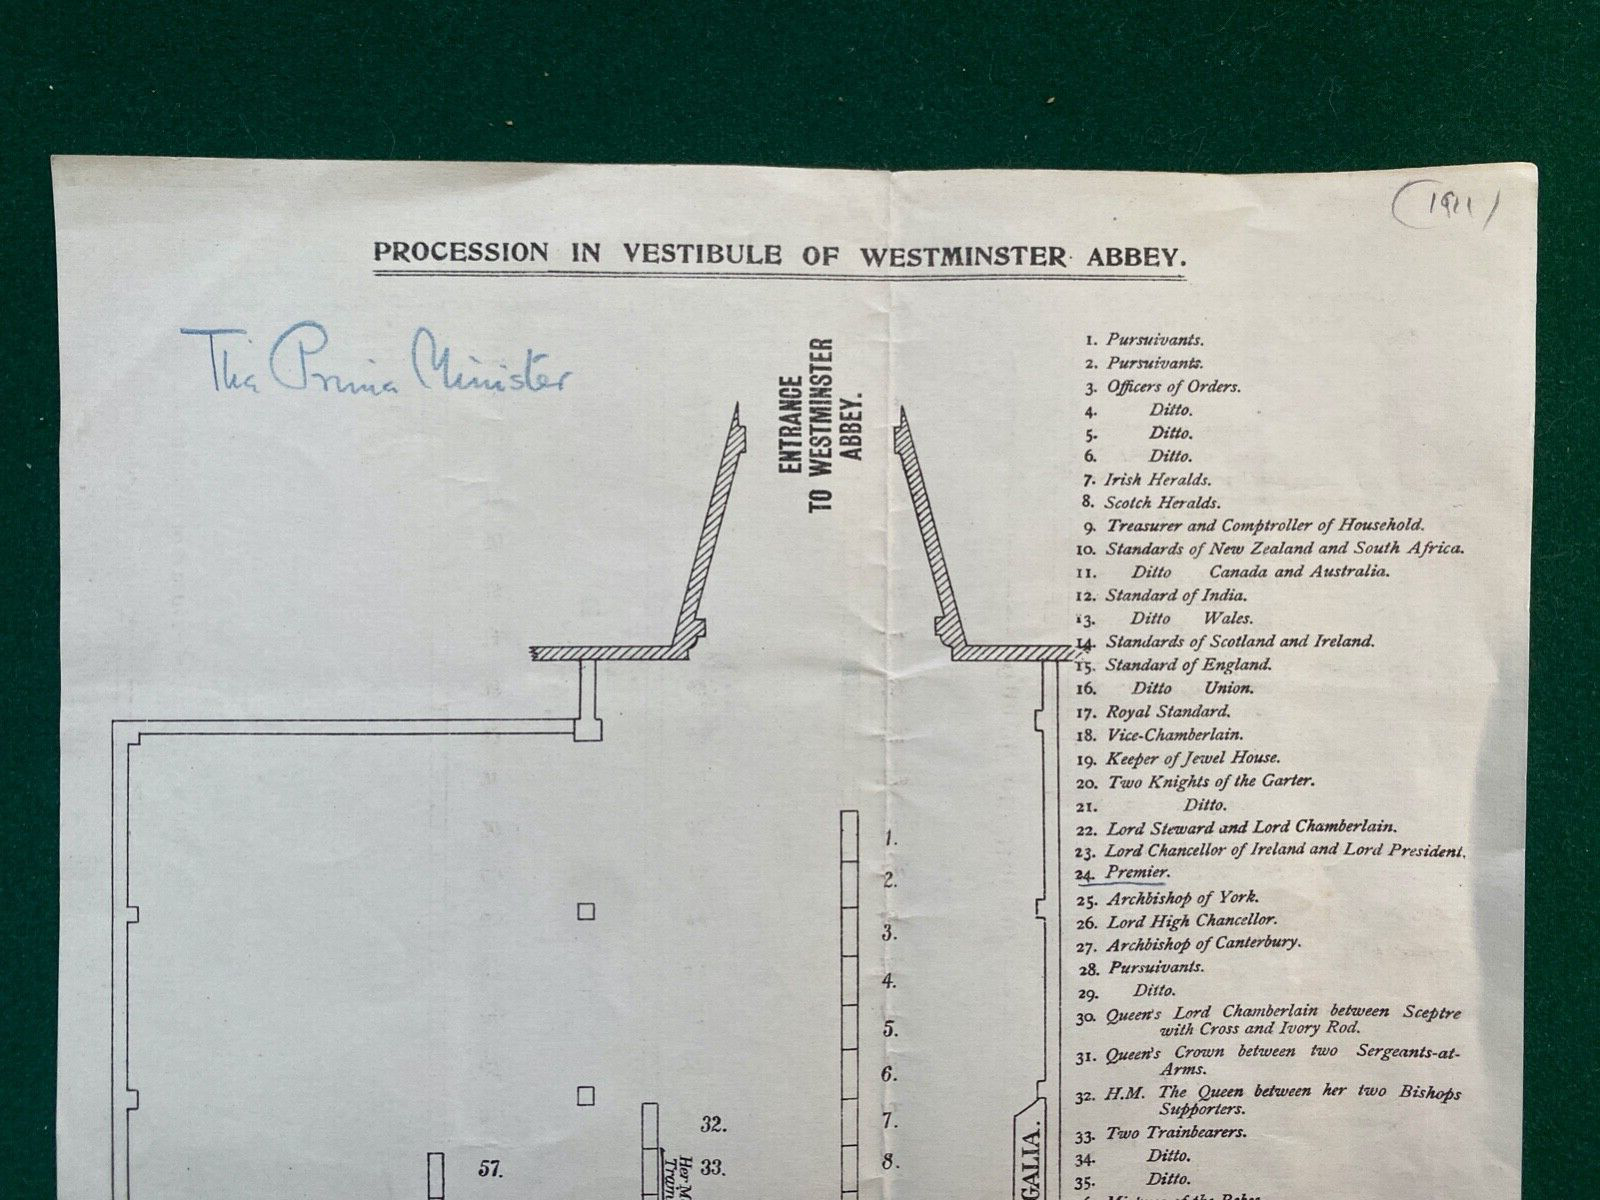 (1911)
PROCESSION IN VESTIBULE OF WESTMINSTER ABBEY.
The Prime Minister
ENTRANCE
TO WESTMINSTER
ABBEY.
1. Pursuivants.
2. Pursuivants.
3. Officers of Orders.
4. Ditto.
5. Ditto.
6. Ditto.
7. Irish Heralds.
8. Scotch Heralds.
9. Treasurer and Comptroller of Household.
10. Standards of New Zealand and South Africa.
11. Ditto Canada and Australia.
12. Standard of India.
13. Ditto Wales.
14. Standards of Scotland and Ireland.
15. Standard of England.
16. Ditto Union.
17. Royal Standard.
18. Vice-Chamberlain.
19. Keeper of Jewel House.
20. Two Knights of the Garter.
21. Ditto.
22. Lord Steward and Lord Chamberlain.
23. Lord Chancellor of Ireland and Lord President.
24. Premier.
25. Archbishop of York.
26. Lord High Chancellor.
27. Archbishop of Canterbury.
28. Pursuivants.
29. Ditto.
30. Queen's Lord Chamberlain between Sceptre
with Cross and Ivory Rod.
31. Queen's Crown between two Sergeants-at-
Arms.
32. H.M. The Queen between her two Bishops
Supporters.
33. Two Trainbearers.
34. Ditto.
35. Ditto.
1.
2.
3.
4.
5.
6.
7.
8.
32.
33.
57.
Her
GALIA.